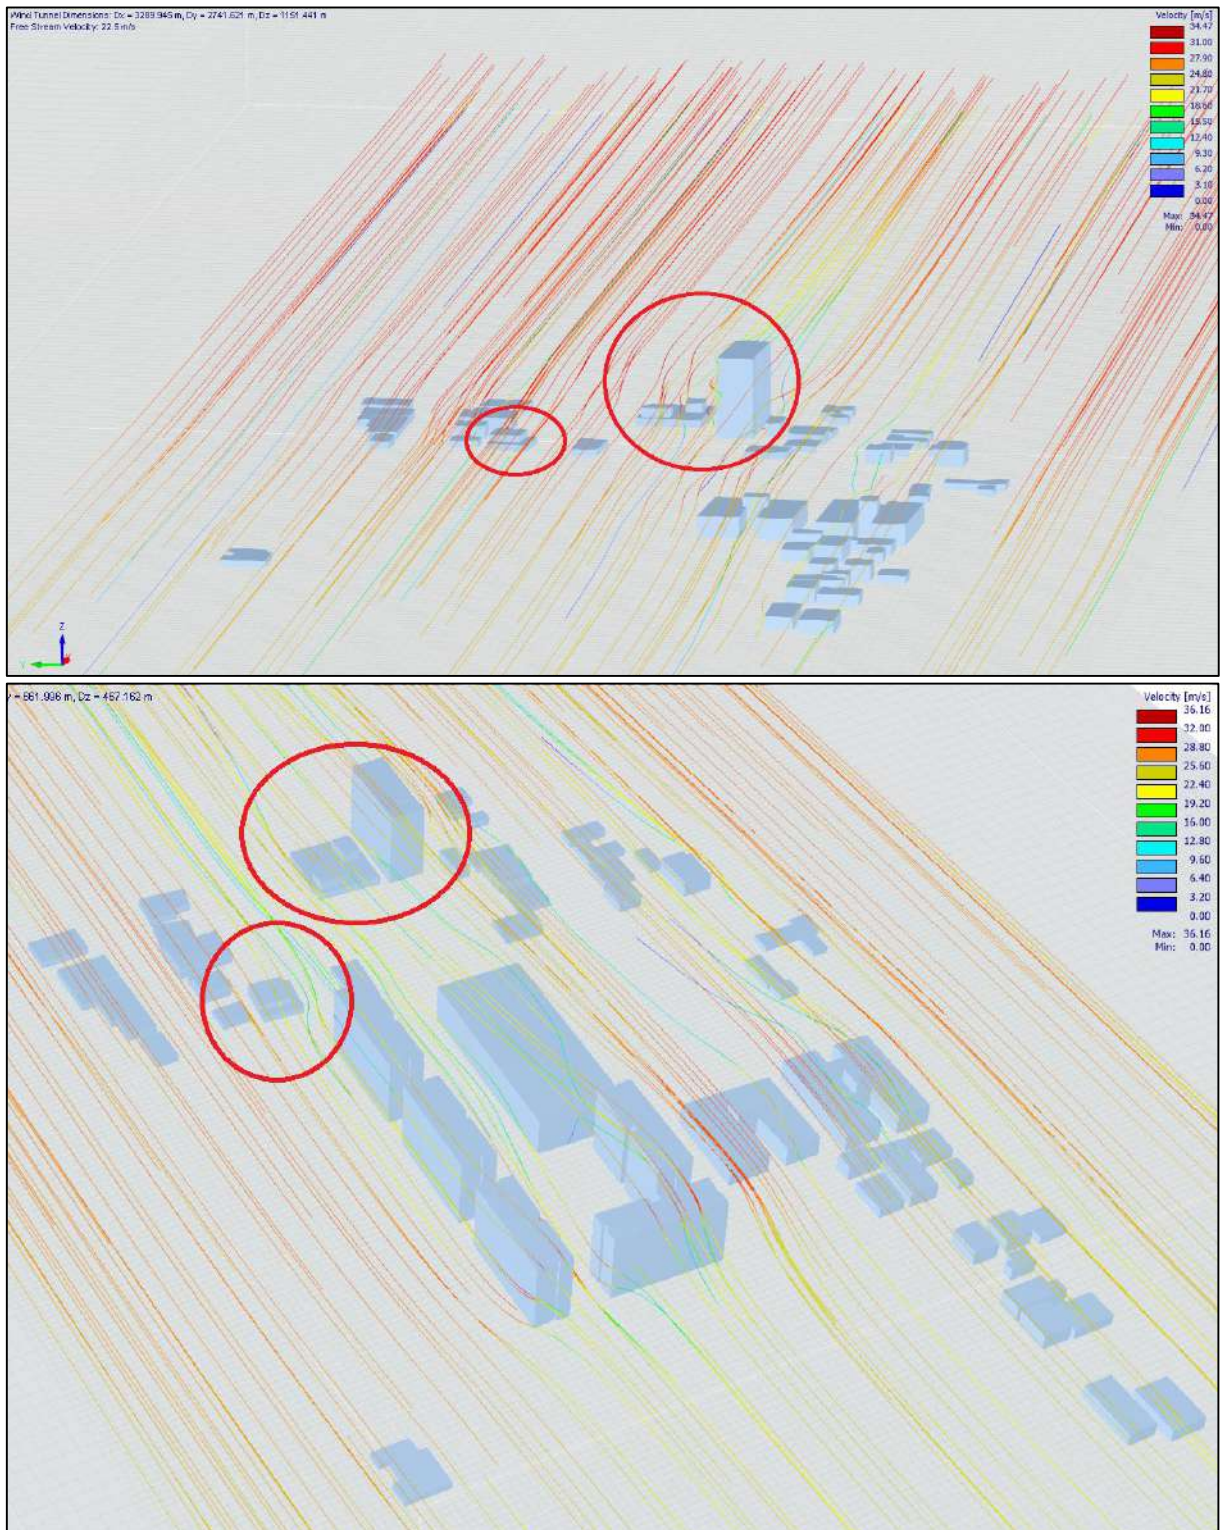 Wind Tunnel Dimensions: Dx = 3289.945 m, Dy = 2741.621 m, Dz = 1151.441 m
Free Stream Velocity: 22.5 m/s
Velocity [m/s]
34.47
31.00
27.90
24.80
21.70
18.60
15.50
12.40
9.30
6.20
3.10
0.00
Max: 34.47
Min: 0.00
Z
Y
= 861.996 m, Dz = 467.162 m
Velocity [m/s]
36.16
32.00
28.80
25.60
22.40
19.20
16.00
12.80
9.60
6.40
3.20
0.00
Max: 36.16
Min: 0.00